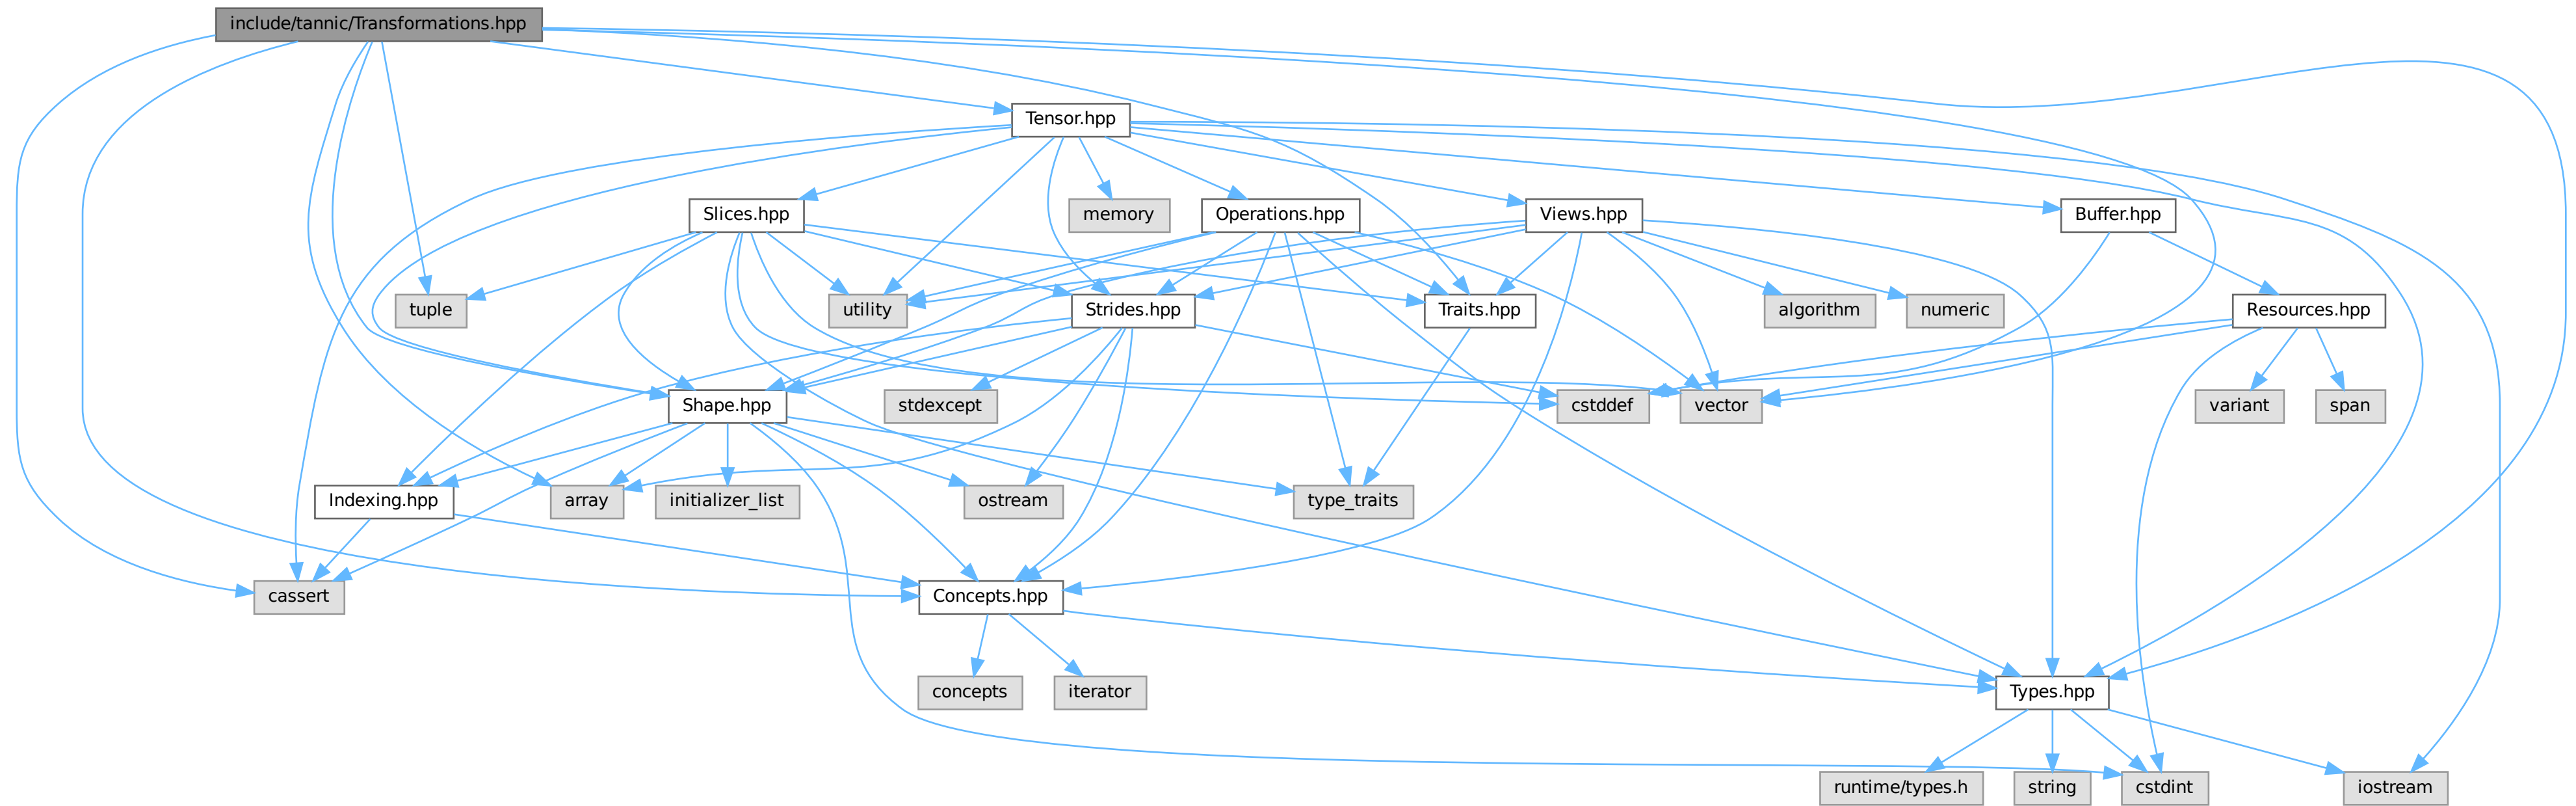 include/tannic/Transformations.hpp
Tensor.hpp
Slices.hpp
memory
Operations.hpp
Views.hpp
Buffer.hpp
tuple
utility
Strides.hpp
Traits.hpp
algorithm
numeric
Resources.hpp
Shape.hpp
stdexcept
cstddef
vector
variant
span
Indexing.hpp
array
initializer_list
ostream
type_traits
cassert
Concepts.hpp
concepts
iterator
Types.hpp
runtime/types.h
string
cstdint
iostream